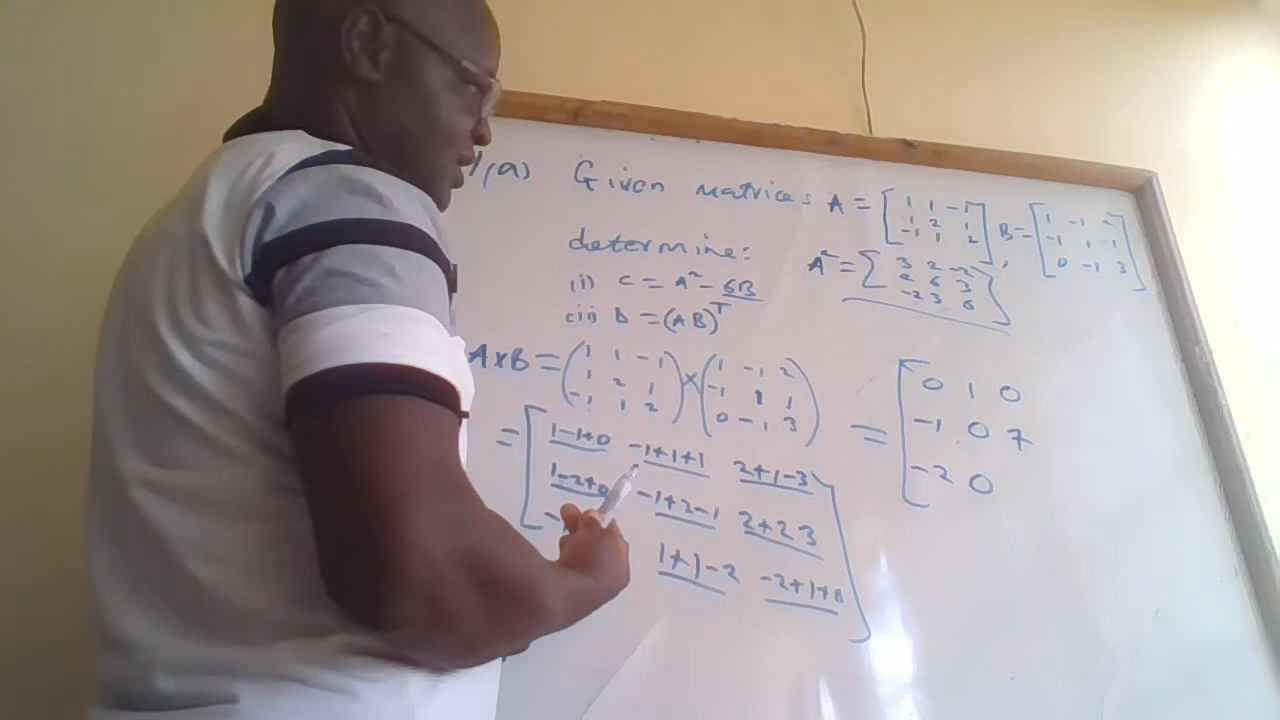 1(a) Given matrices A = [1 1 -1
1 2 1
-1 1 2], B = [1 -1 2
-1 1 1
0 -1 3]
determine:
A² = [3 2 -2
2 6 3
-2 3 6]
(i) C = A² - 6B
(ii) D = (AB)ᵀ
A×B = (1 1 -1
1 2 1
-1 1 2) × (1 -1 2
-1 1 1
0 -1 3)
= [1-1+0 -1+1+1 2+1-3
1-2+0 -1+2-1 2+2 3
1+1-2 -2+1+6]
= [0 1 0
-1 0 7
-2 0